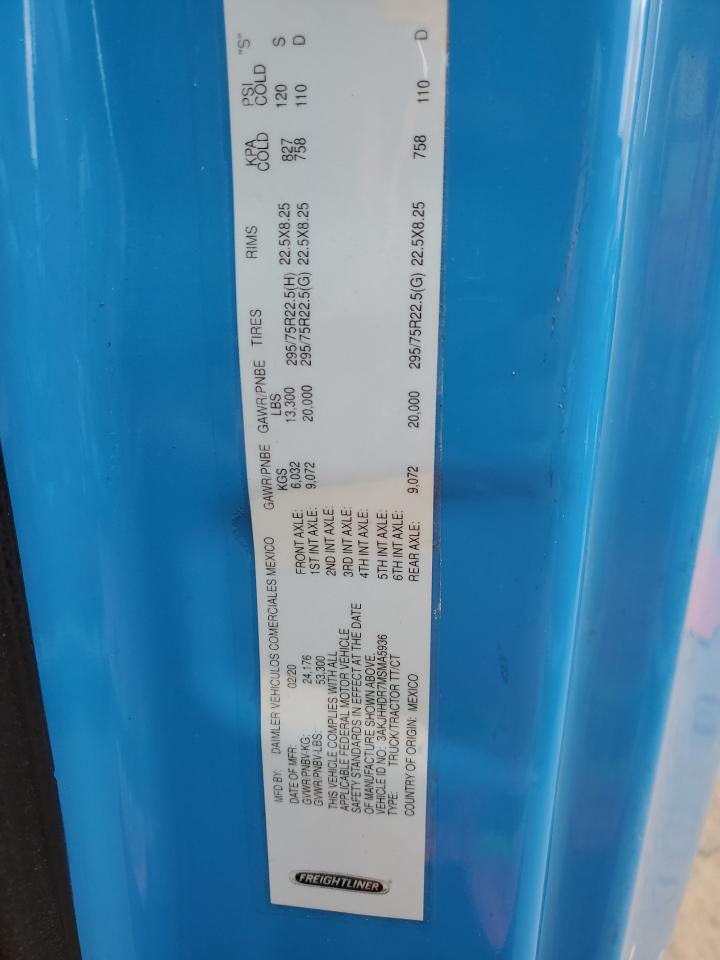 FREIGHTLINER
MFD BY: DAIMLER VEHICULOS COMERCIALES MEXICO
DATE OF MFR: 02/20
GVWR/PNBV-KG: 24,176
GVWR/PNBV-LBS: 53,300
THIS VEHICLE COMPLIES WITH ALL
APPLICABLE FEDERAL MOTOR VEHICLE
SAFETY STANDARDS IN EFFECT AT THE DATE
OF MANUFACTURE SHOWN ABOVE.
VEHICLE ID NO.: 3AKJHHDR7MSMA5936
TYPE: TRUCK/TRACTOR TT/CT
COUNTRY OF ORIGIN: MEXICO
GAWR/PNBE GAWR/PNBE TIRES RIMS KPA PSI "S"
KGS LBS COLD COLD
FRONT AXLE: 6,032 13,300 295/75R22.5(H) 22.5X8.25 827 120 S
1ST INT AXLE: 9,072 20,000 295/75R22.5(G) 22.5X8.25 758 110 D
2ND INT AXLE:
3RD INT AXLE:
4TH INT AXLE:
5TH INT AXLE:
6TH INT AXLE:
REAR AXLE: 9,072 20,000 295/75R22.5(G) 22.5X8.25 758 110 D